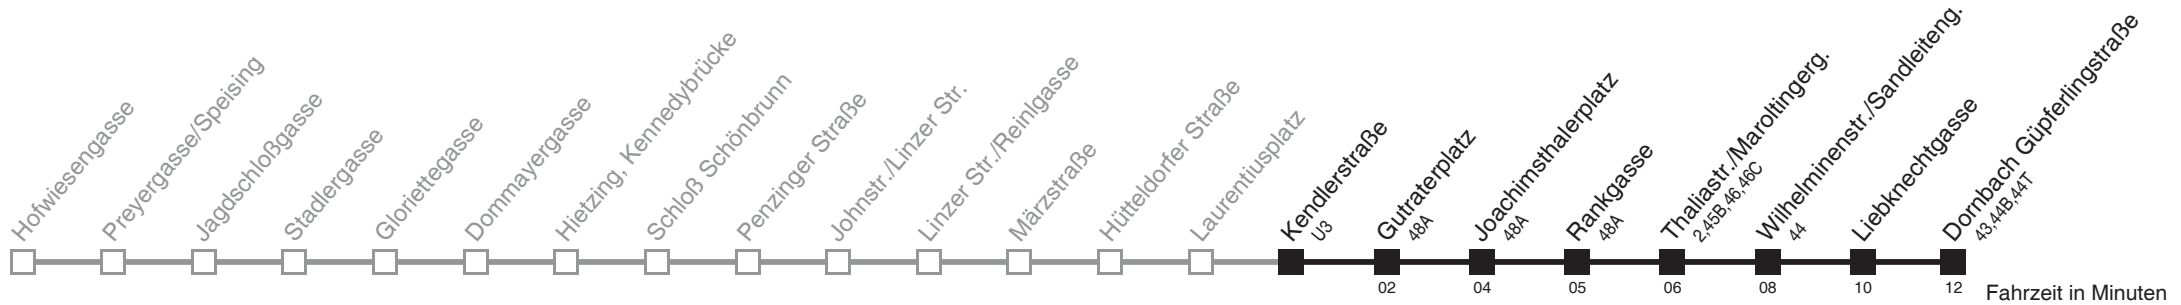 Hofwiesengasse
Preyergasse/Speising
Jagdschloßgasse
Stadlergasse
Gloriettegasse
Dommayergasse
Hietzing, Kennedybrücke
Schloß Schönbrunn
Penzinger Straße
Johnstr./Linzer Str.
Linzer Str./Reinlgasse
Märzstraße
Hütteldorfer Straße
Laurentiusplatz
Kendlerstraße
U3
Gutraterplatz
48A
Joachimsthalerplatz
48A
Rankgasse
48A
Thaliastr./Maroltingerg.
2,45B,46,46C
Wilhelminenstr./Sandleiteng.
44
Liebknechtgasse
Dornbach Güpferlingstraße
43,44B,44T
02 04 05 06 08 10 12 Fahrzeit in Minuten